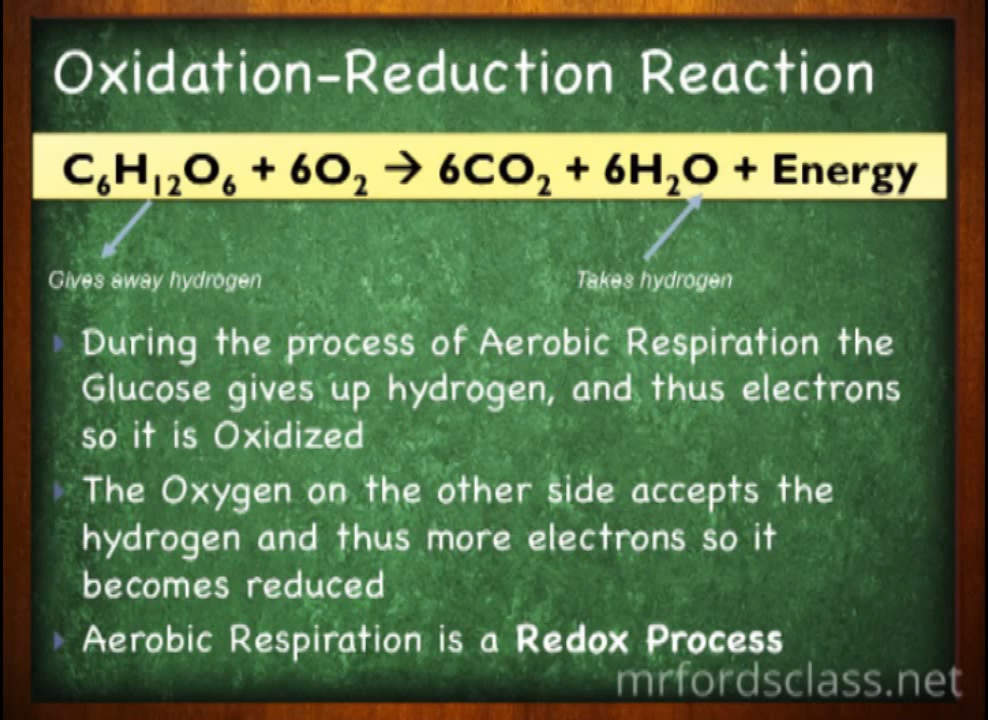 Oxidation-Reduction Reaction
C₆H₁₂O₆ + 6O₂ → 6CO₂ + 6H₂O + Energy
Gives away hydrogen
Takes hydrogen
During the process of Aerobic Respiration the
Glucose gives up hydrogen, and thus electrons
so it is Oxidized
The Oxygen on the other side accepts the
hydrogen and thus more electrons so it
becomes reduced
Aerobic Respiration is a Redox Process
mrfordsclass.net